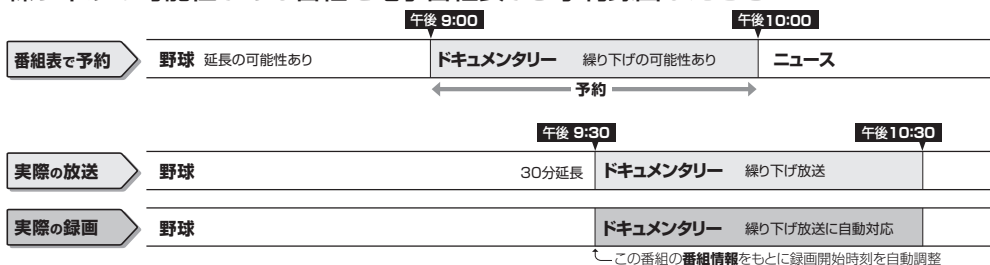 午後 9:00 午後10:00
番組表で予約 野球 延長の可能性あり ドキュメンタリー 繰り下げの可能性あり ニュース
予約
午後 9:30 午後10:30
実際の放送 野球 30分延長 ドキュメンタリー 繰り下げ放送
実際の録画 野球 ドキュメンタリー 繰り下げ放送に自動対応
この番組の番組情報をもとに録画開始時刻を自動調整